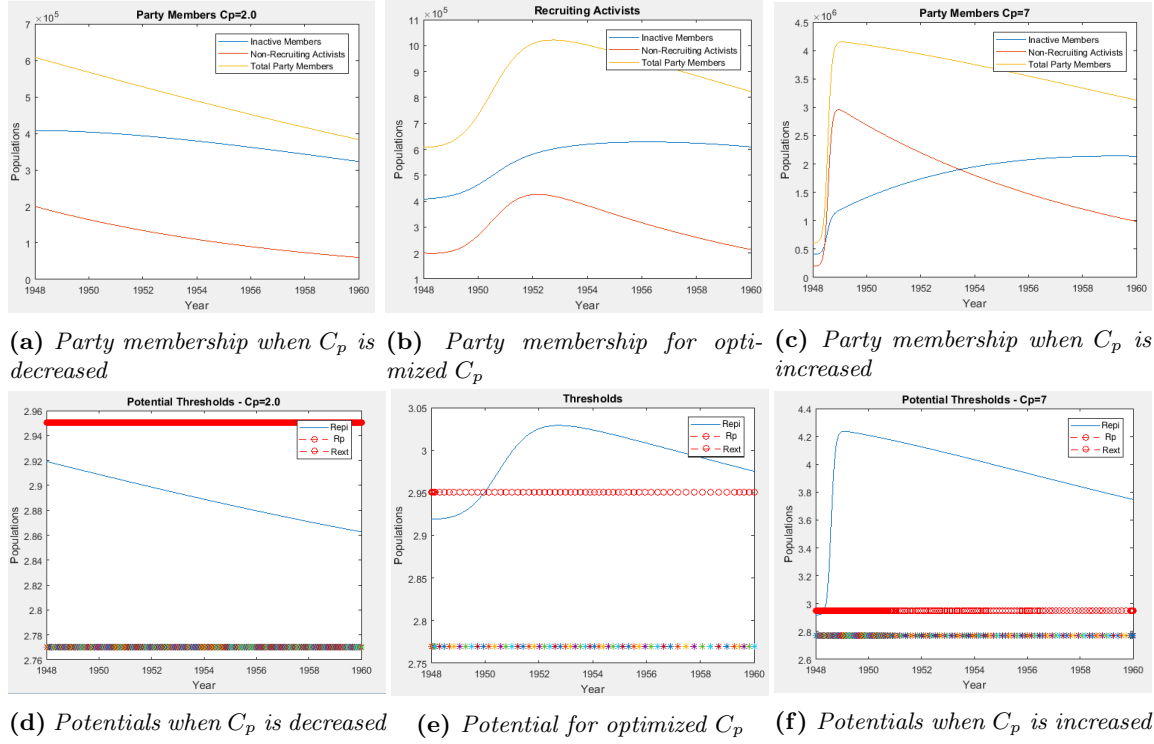 Party Members Cp=2.0
×10^5
7
6
5
4
3
2
1
0
Populations
1948 1950 1952 1954 1956 1958 1960
Year
Inactive Members
Non-Recruiting Activists
Total Party Members
Recruiting Activists
×10^5
11
10
9
8
7
6
5
4
3
2
1
Populations
1948 1950 1952 1954 1956 1958 1960
Year
Inactive Members
Non-Recruiting Activists
Total Party Members
Party Members Cp=7
×10^6
4.5
4
3.5
3
2.5
2
1.5
1
0.5
0
Populations
1948 1950 1952 1954 1956 1958 1960
Year
Inactive Members
Non-Recruiting Activists
Total Party Members
(a) Party membership when Cp is
decreased
(b) Party membership for opti-
mized Cp
(c) Party membership when Cp is
increased
Potential Thresholds - Cp=2.0
2.96
2.94
2.92
2.9
2.88
2.86
2.84
2.82
2.8
2.78
2.76
Populations
1948 1950 1952 1954 1956 1958 1960
Year
Repi
Rp
Rext
Thresholds
3.05
3
2.95
2.9
2.85
2.8
2.75
Populations
1948 1950 1952 1954 1956 1958 1960
Year
Repi
Rp
Rext
Potential Thresholds - Cp=7
4.4
4.2
4
3.8
3.6
3.4
3.2
3
2.8
2.6
Populations
1948 1950 1952 1954 1956 1958 1960
Year
Repi
Rp
Rext
(d) Potentials when Cp is decreased
(e) Potential for optimized Cp
(f) Potentials when Cp is increased